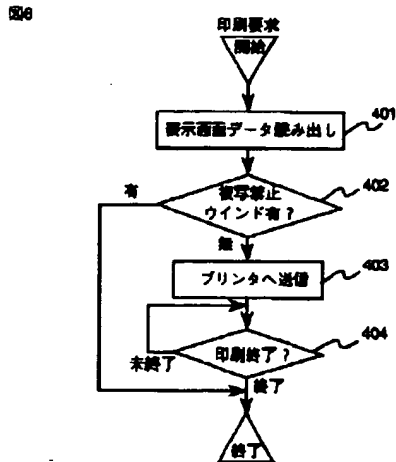 図6
印刷要求
開始
表示画面データ読み出し
401
複写禁止
ウインド有?
402
有
無
プリンタへ送信
403
印刷終了?
404
未終了
終了
終了